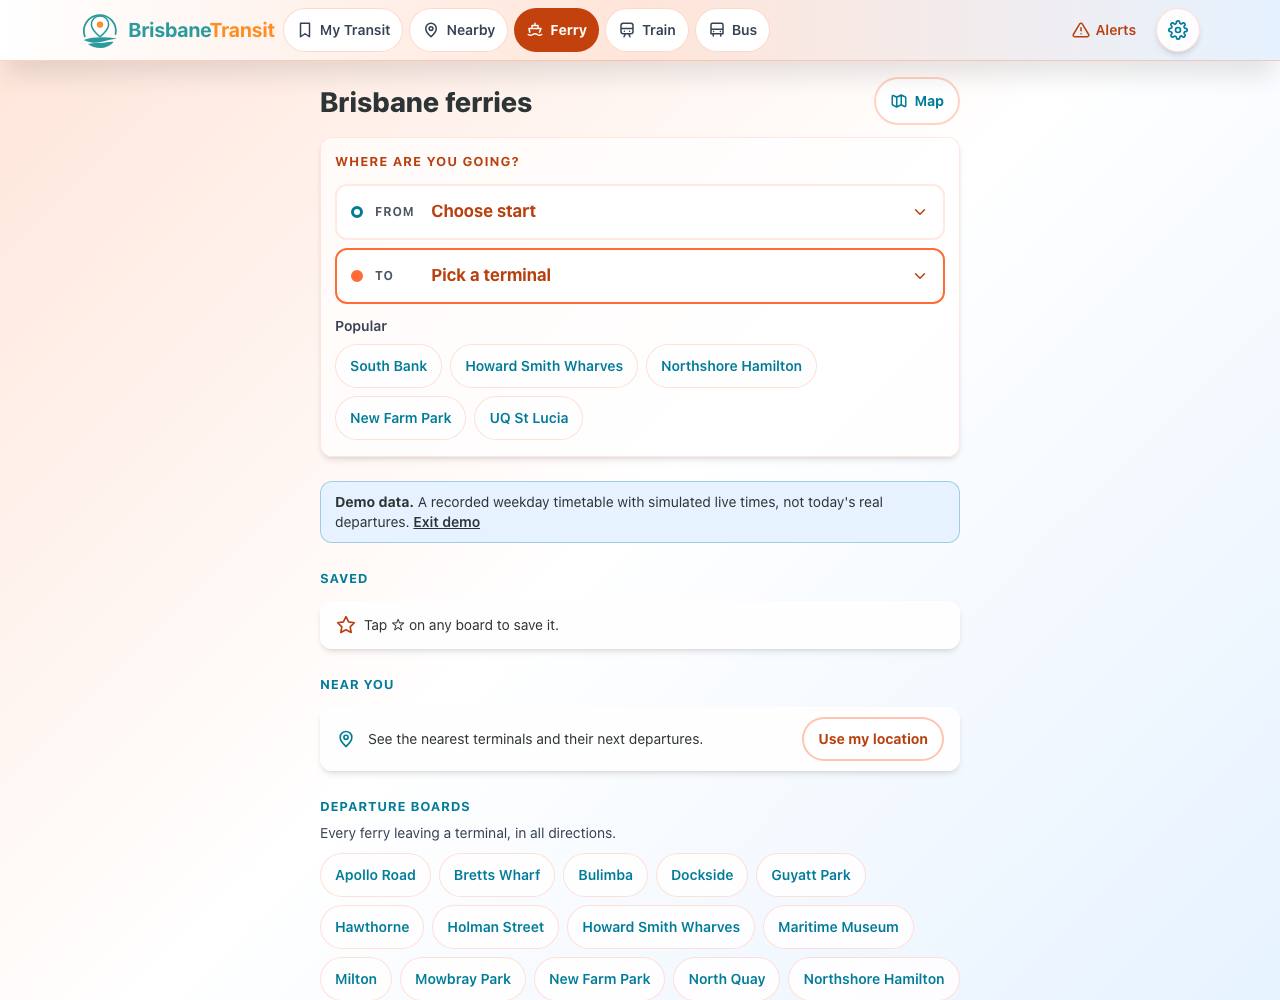 BrisbaneTransit My Transit Nearby Ferry Train Bus Alerts
Brisbane ferries Map
WHERE ARE YOU GOING?
FROM Choose start
TO Pick a terminal
Popular
South Bank Howard Smith Wharves Northshore Hamilton
New Farm Park UQ St Lucia
Demo data. A recorded weekday timetable with simulated live times, not today's real
departures. Exit demo
SAVED
Tap ☆ on any board to save it.
NEAR YOU
See the nearest terminals and their next departures. Use my location
DEPARTURE BOARDS
Every ferry leaving a terminal, in all directions.
Apollo Road Bretts Wharf Bulimba Dockside Guyatt Park
Hawthorne Holman Street Howard Smith Wharves Maritime Museum
Milton Mowbray Park New Farm Park North Quay Northshore Hamilton